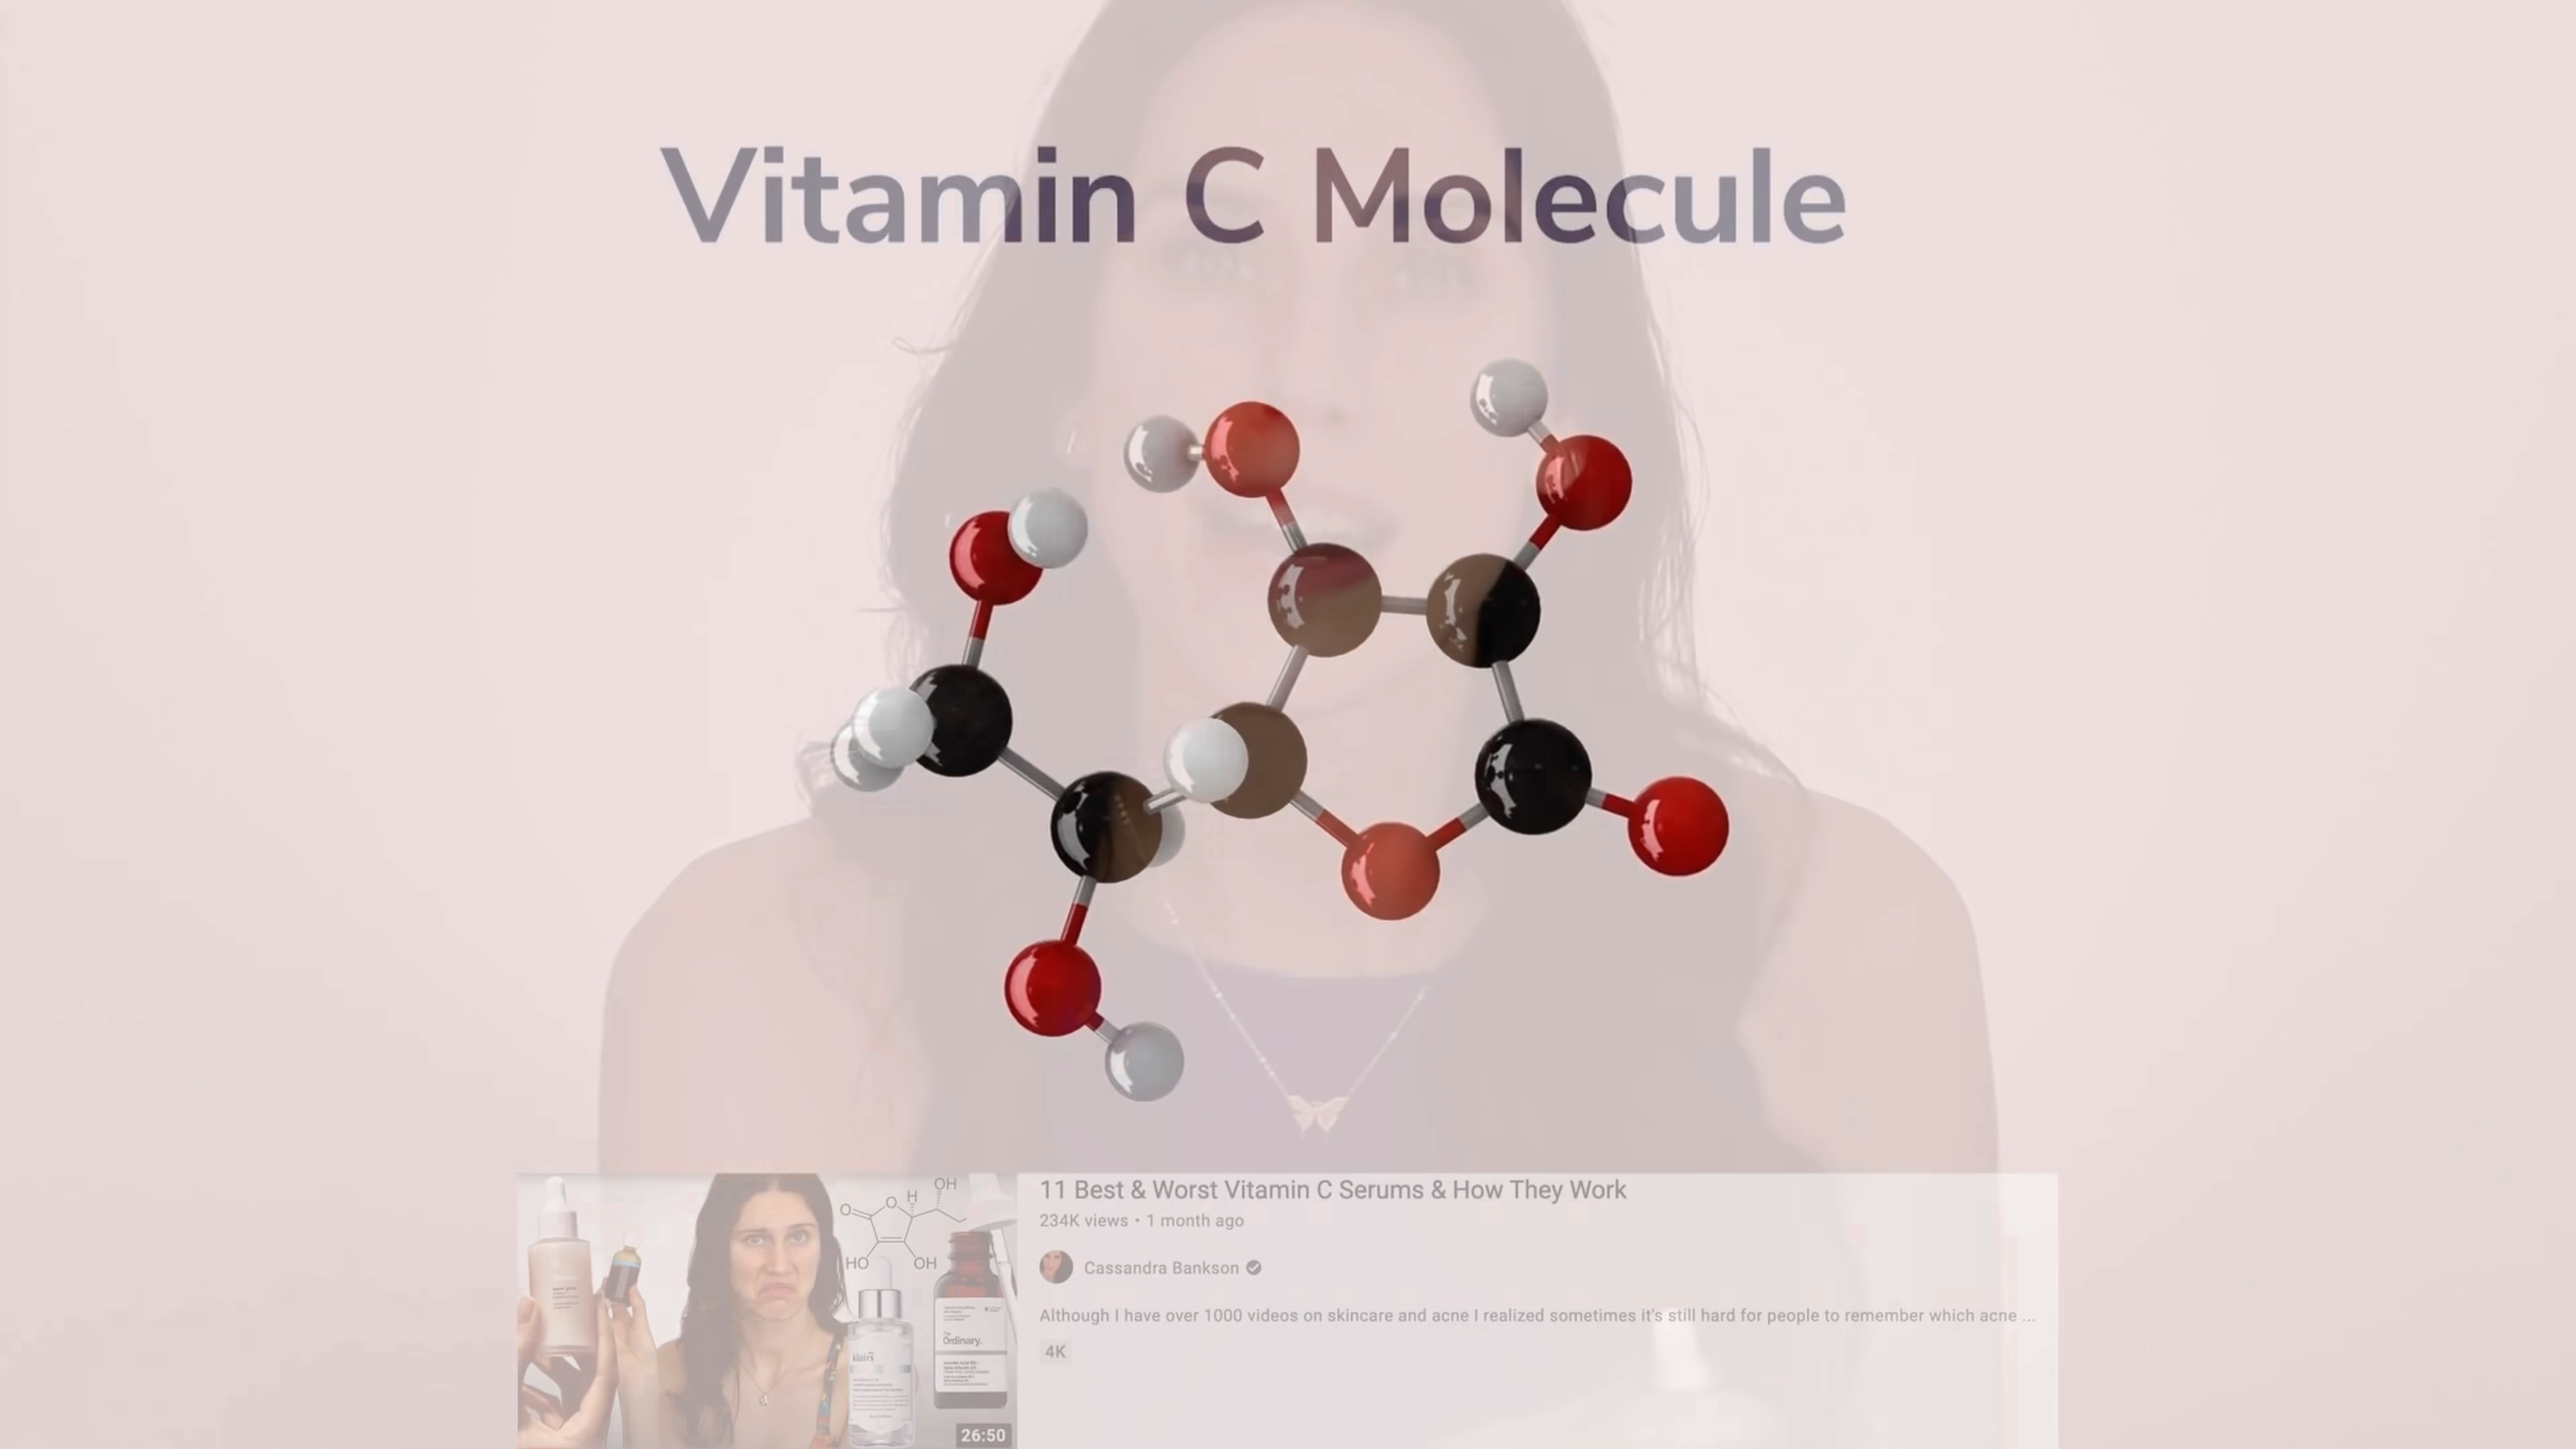 Vitamin C Molecule
11 Best & Worst Vitamin C Serums & How They Work
234K views • 1 month ago
Cassandra Bankson
Although I have over 1000 videos on skincare and acne I realized sometimes it's still hard for people to remember which acne ...
4K
OH
H
O
O
HO
OH
klairs
The
Ordinary.
26:50